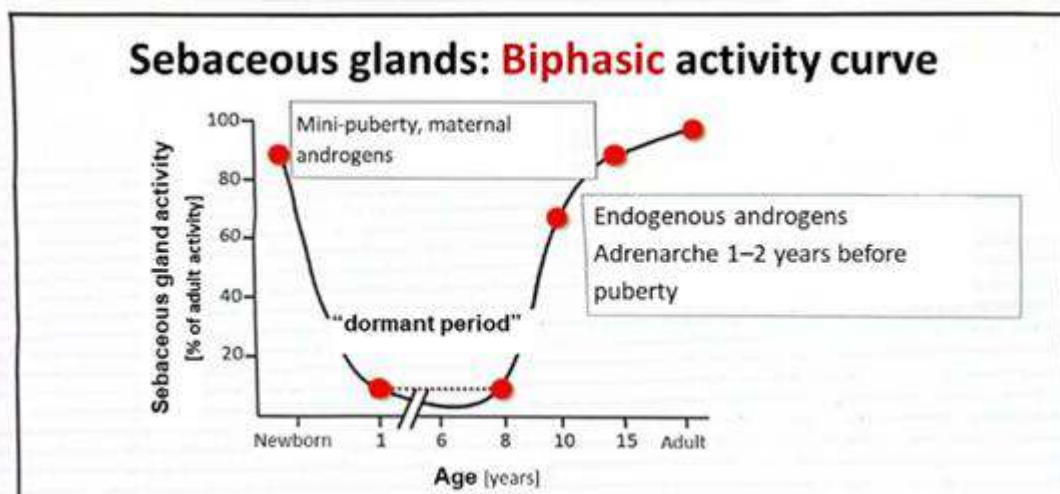 Sebaceous glands: Biphasic activity curve
Sebaceous gland activity
[% of adult activity]
100
80
60
40
20
Mini-puberty, maternal
androgens
Endogenous androgens
Adrenarche 1–2 years before
puberty
"dormant period"
Newborn 1 6 8 10 15 Adult
Age [years]